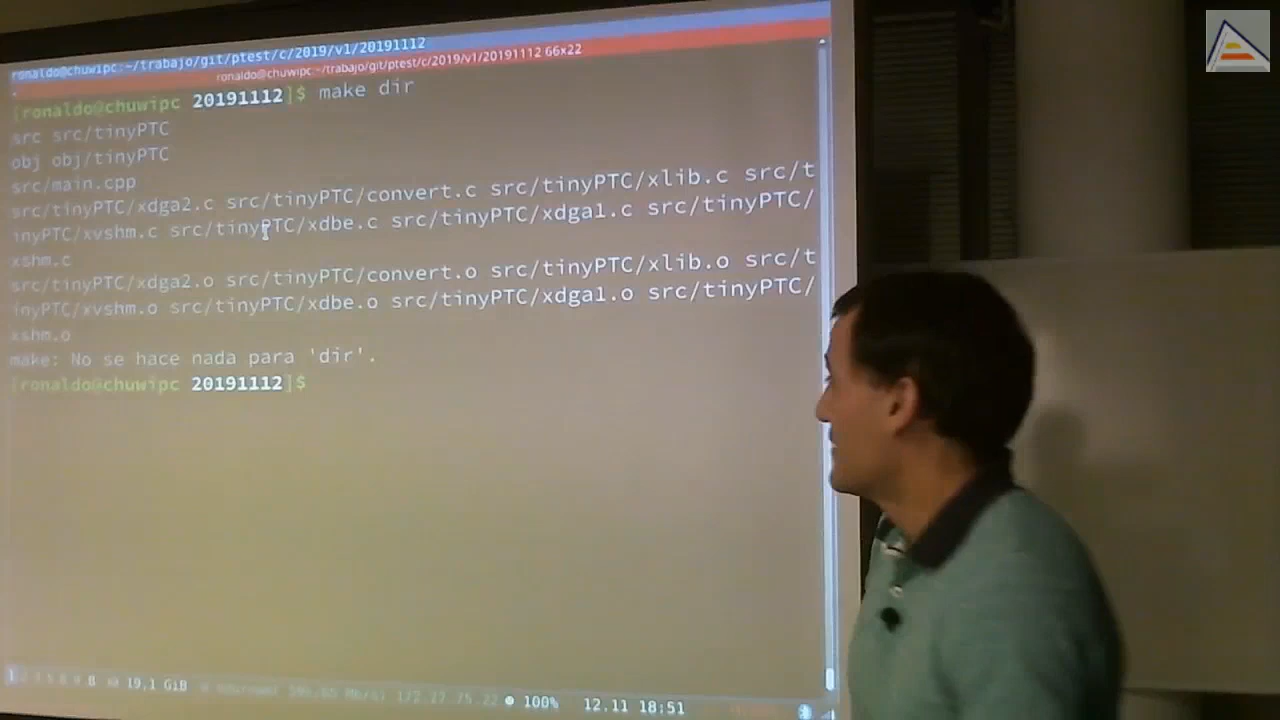 ronaldo@chuwipc:~/trabajo/git/ptest/c/2019/v1/20191112
ronaldo@chuwipc:~/trabajo/git/ptest/c/2019/v1/20191112 66x22
[ronaldo@chuwipc 20191112]$ make dir
src src/tinyPTC
obj obj/tinyPTC
src/main.cpp
src/tinyPTC/xdga2.c src/tinyPTC/convert.c src/tinyPTC/xlib.c src/t
inyPTC/xvshm.c src/tinyPTC/xdbe.c src/tinyPTC/xdga1.c src/tinyPTC/
xshm.c
src/tinyPTC/xdga2.o src/tinyPTC/convert.o src/tinyPTC/xlib.o src/t
inyPTC/xvshm.o src/tinyPTC/xdbe.o src/tinyPTC/xdga1.o src/tinyPTC/
xshm.o
make: No se hace nada para 'dir'.
[ronaldo@chuwipc 20191112]$
1 8 19,1 GiB 100% 12.11 18:51